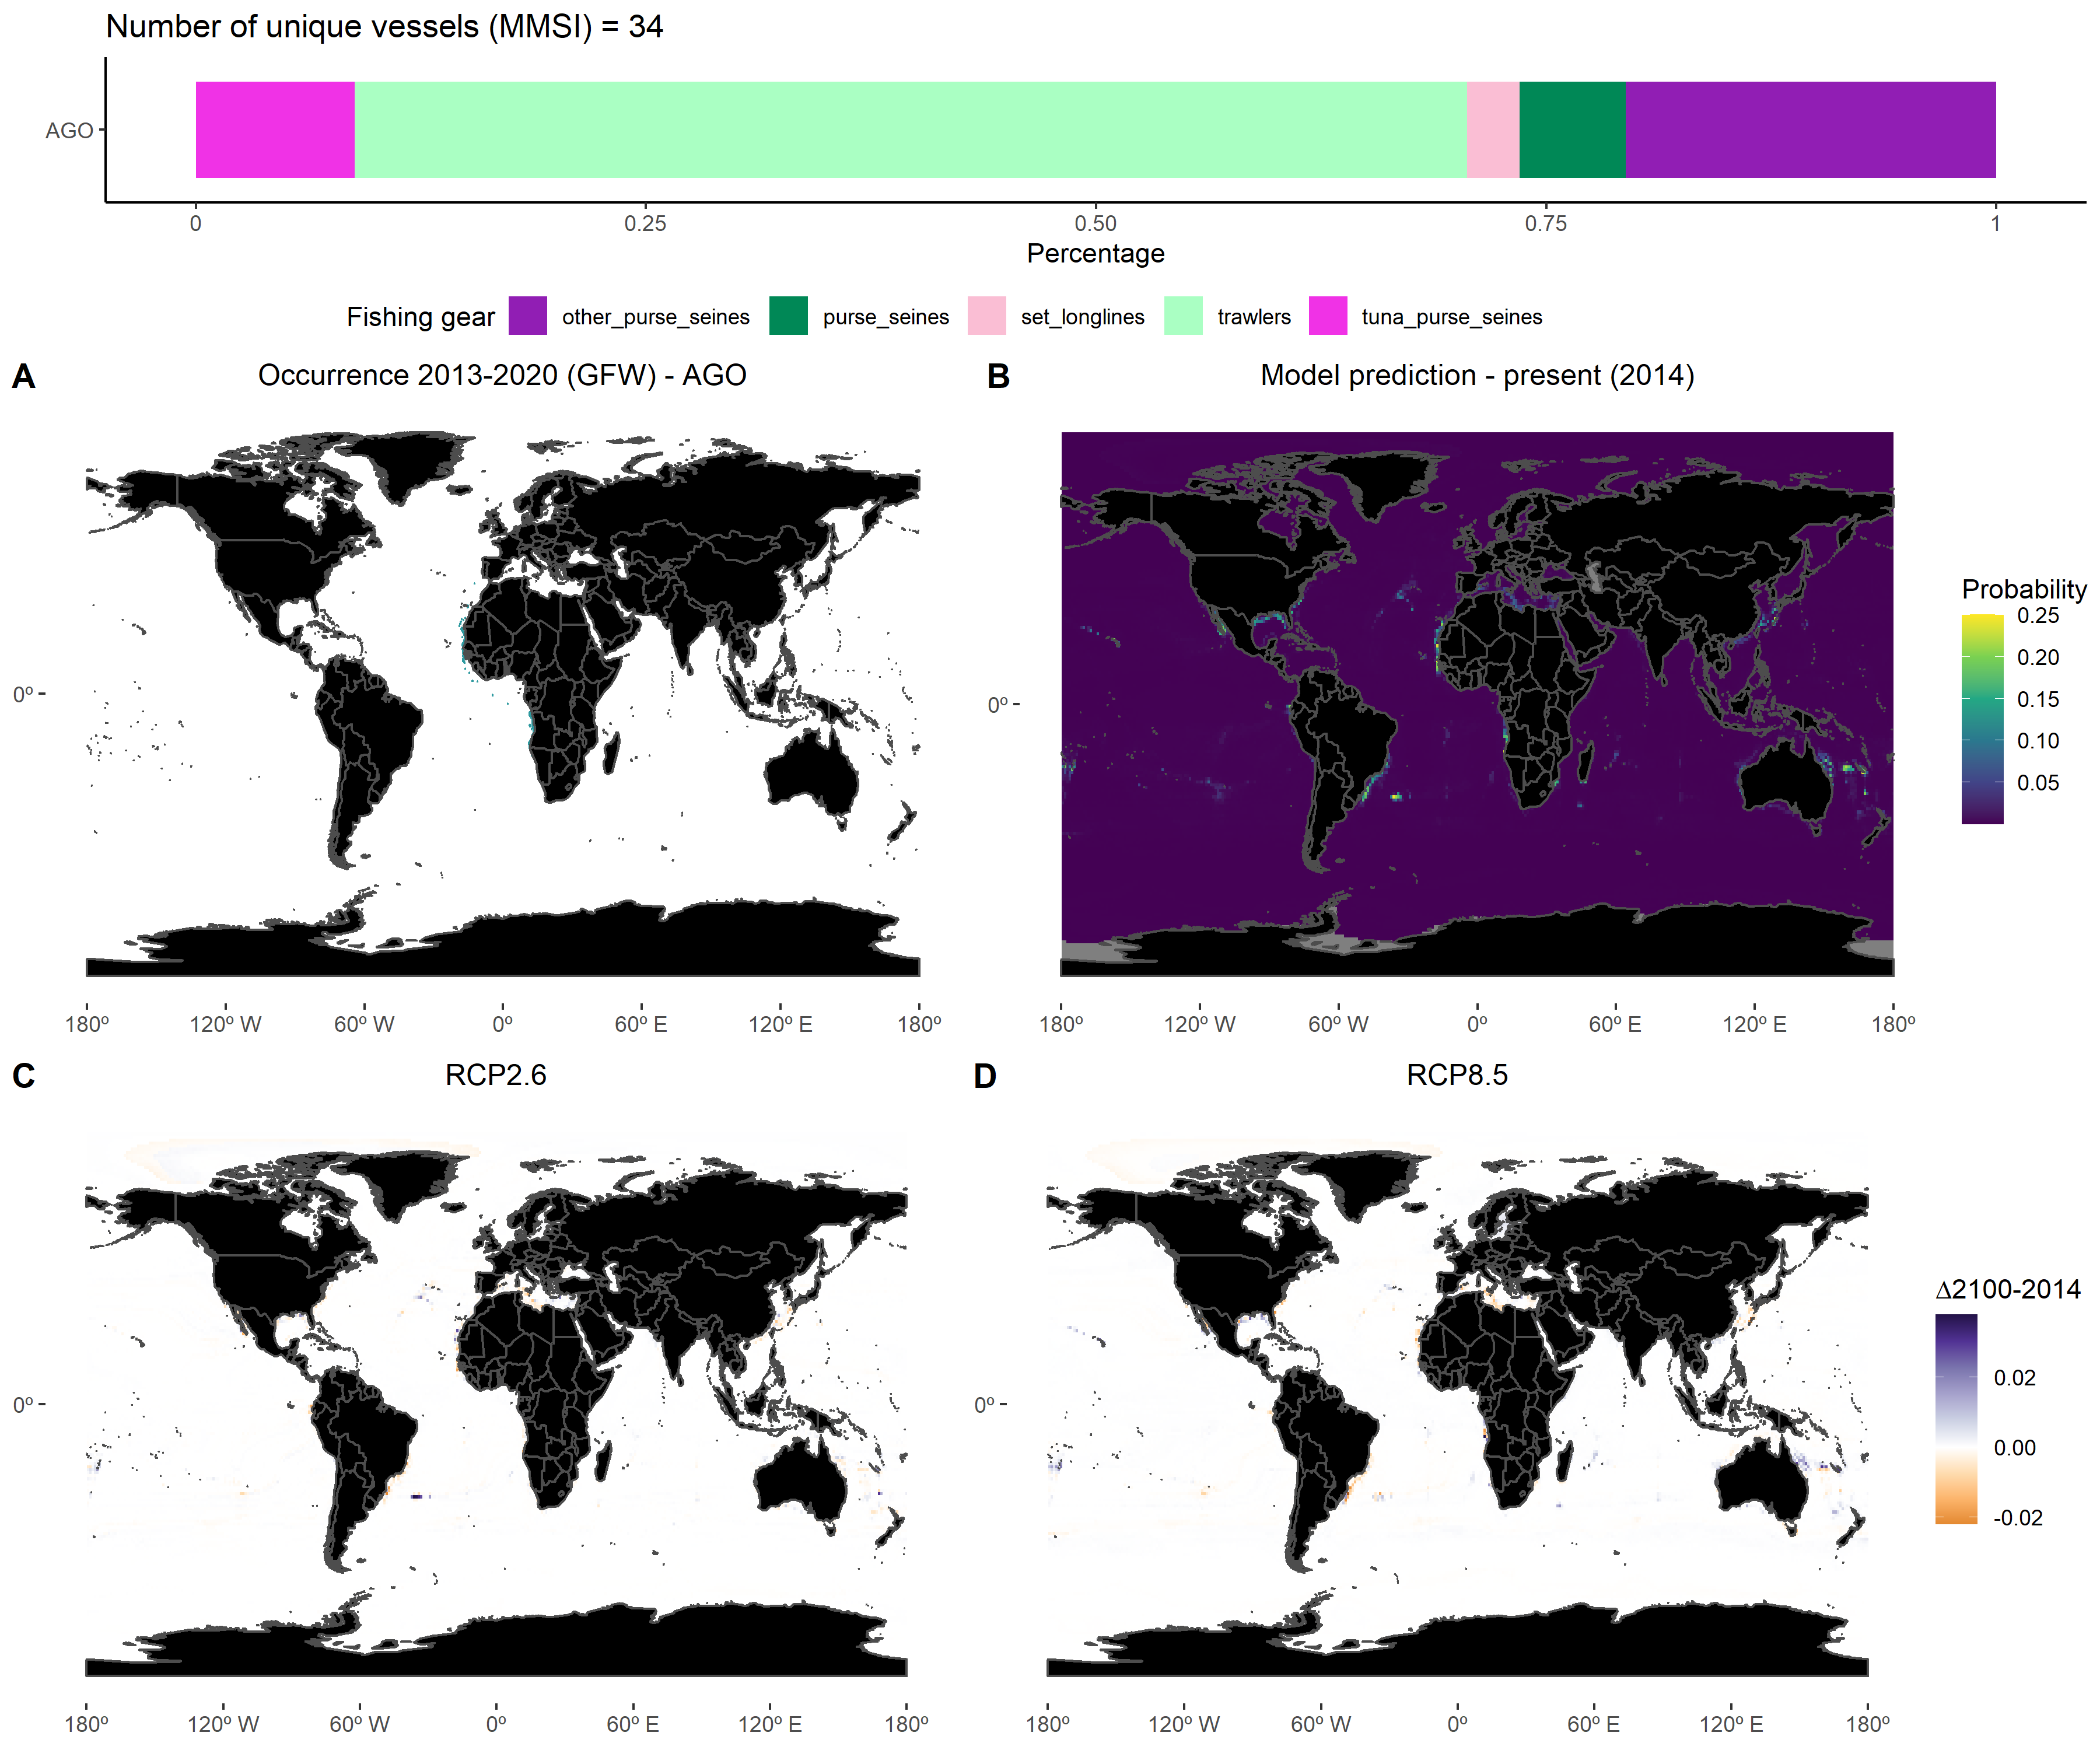 Number of unique vessels (MMSI) = 34
AGO
0 0.25 0.50 0.75 1
Percentage
Fishing gear other_purse_seines purse_seines set_longlines trawlers tuna_purse_seines
A Occurrence 2013-2020 (GFW) - AGO
0º
180º 120º W 60º W 0º 60º E 120º E 180º
B Model prediction - present (2014)
0º
180º 120º W 60º W 0º 60º E 120º E 180º
Probability
0.25
0.20
0.15
0.10
0.05
C RCP2.6
0º
180º 120º W 60º W 0º 60º E 120º E 180º
D RCP8.5
0º
180º 120º W 60º W 0º 60º E 120º E 180º
Δ2100-2014
0.02
0.00
-0.02